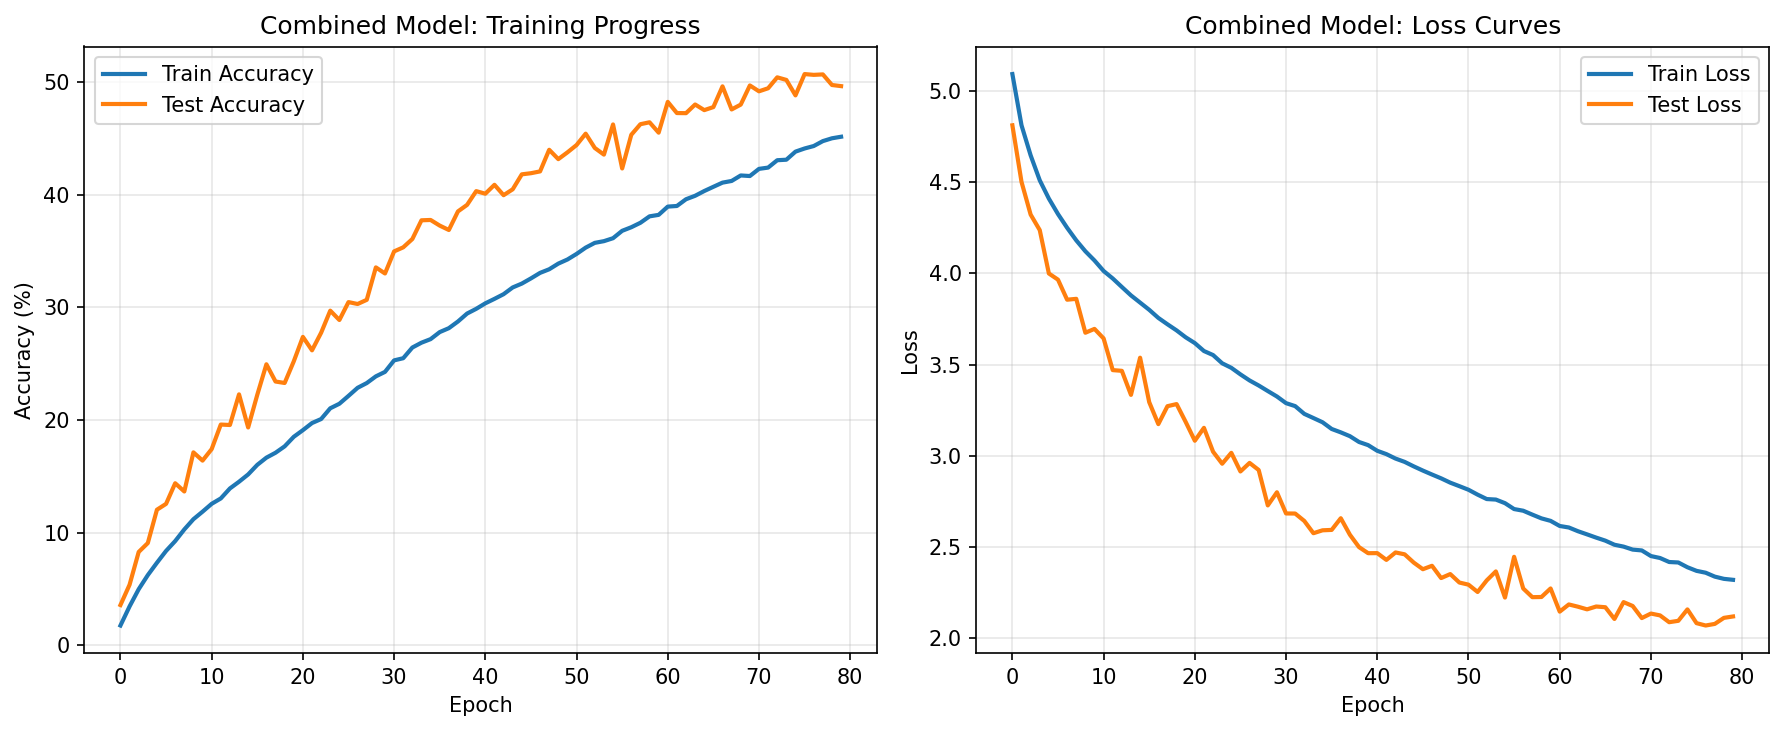 Combined Model: Training Progress
Train Accuracy
Test Accuracy
Accuracy (%)
50
40
30
20
10
0
0 10 20 30 40 50 60 70 80
Epoch
Combined Model: Loss Curves
Train Loss
Test Loss
Loss
5.0
4.5
4.0
3.5
3.0
2.5
2.0
0 10 20 30 40 50 60 70 80
Epoch